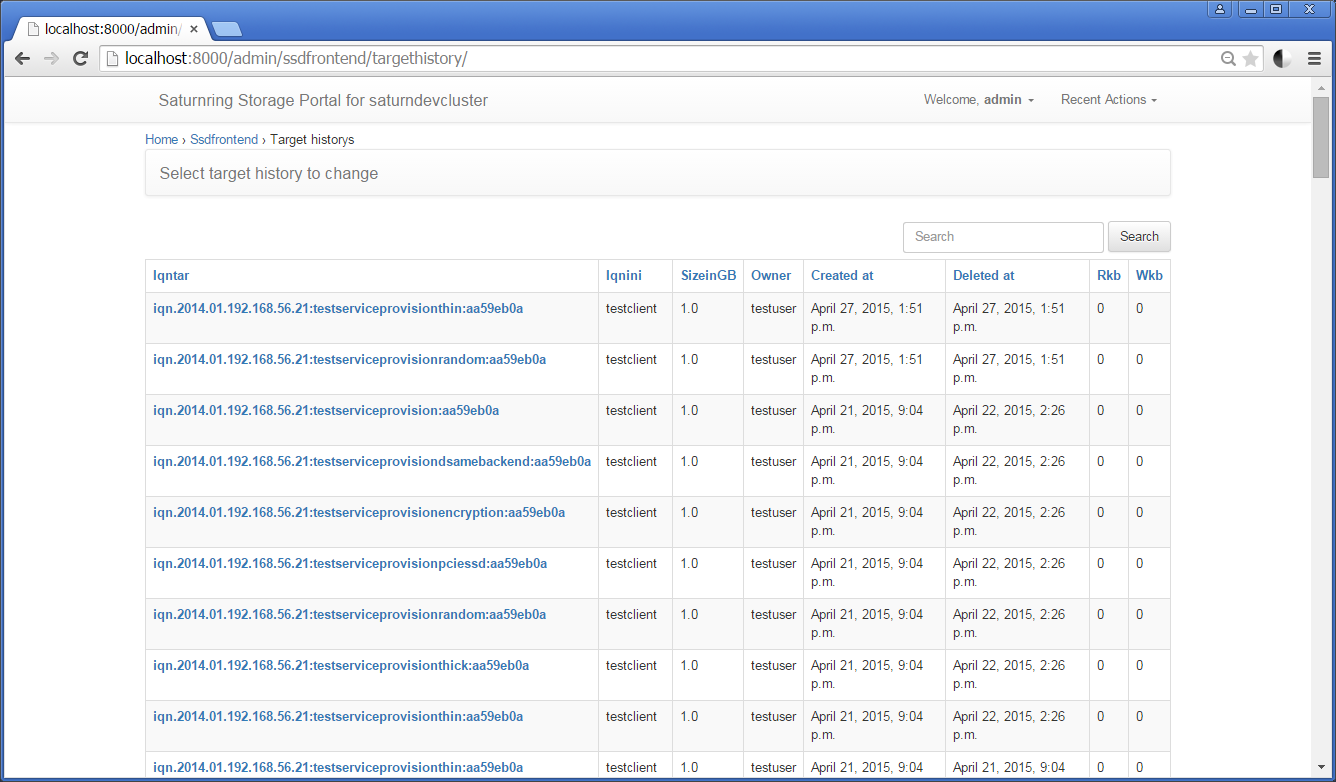 localhost:8000/admin/
localhost:8000/admin/ssdfrontend/targethistory/
Saturnring Storage Portal for saturndevcluster Welcome, admin Recent Actions
Home › Ssdfrontend › Target historys
Select target history to change
Search Search
Iqntar Iqnini SizeinGB Owner Created at Deleted at Rkb Wkb
iqn.2014.01.192.168.56.21:testserviceprovisionthin:aa59eb0a testclient 1.0 testuser April 27, 2015, 1:51 April 27, 2015, 1:51 0 0
p.m. p.m.
iqn.2014.01.192.168.56.21:testserviceprovisionrandom:aa59eb0a testclient 1.0 testuser April 27, 2015, 1:51 April 27, 2015, 1:51 0 0
p.m. p.m.
iqn.2014.01.192.168.56.21:testserviceprovision:aa59eb0a testclient 1.0 testuser April 21, 2015, 9:04 April 22, 2015, 2:26 0 0
p.m. p.m.
iqn.2014.01.192.168.56.21:testserviceprovisiondsamebackend:aa59eb0a testclient 1.0 testuser April 21, 2015, 9:04 April 22, 2015, 2:26 0 0
p.m. p.m.
iqn.2014.01.192.168.56.21:testserviceprovisionencryption:aa59eb0a testclient 1.0 testuser April 21, 2015, 9:04 April 22, 2015, 2:26 0 0
p.m. p.m.
iqn.2014.01.192.168.56.21:testserviceprovisionpciessd:aa59eb0a testclient 1.0 testuser April 21, 2015, 9:04 April 22, 2015, 2:26 0 0
p.m. p.m.
iqn.2014.01.192.168.56.21:testserviceprovisionrandom:aa59eb0a testclient 1.0 testuser April 21, 2015, 9:04 April 22, 2015, 2:26 0 0
p.m. p.m.
iqn.2014.01.192.168.56.21:testserviceprovisionthick:aa59eb0a testclient 1.0 testuser April 21, 2015, 9:04 April 22, 2015, 2:26 0 0
p.m. p.m.
iqn.2014.01.192.168.56.21:testserviceprovisionthin:aa59eb0a testclient 1.0 testuser April 21, 2015, 9:04 April 22, 2015, 2:26 0 0
p.m. p.m.
iqn.2014.01.192.168.56.21:testserviceprovisionthin:aa59eb0a testclient 1.0 testuser April 21, 2015, 9:01 April 21, 2015, 9:04 0 0